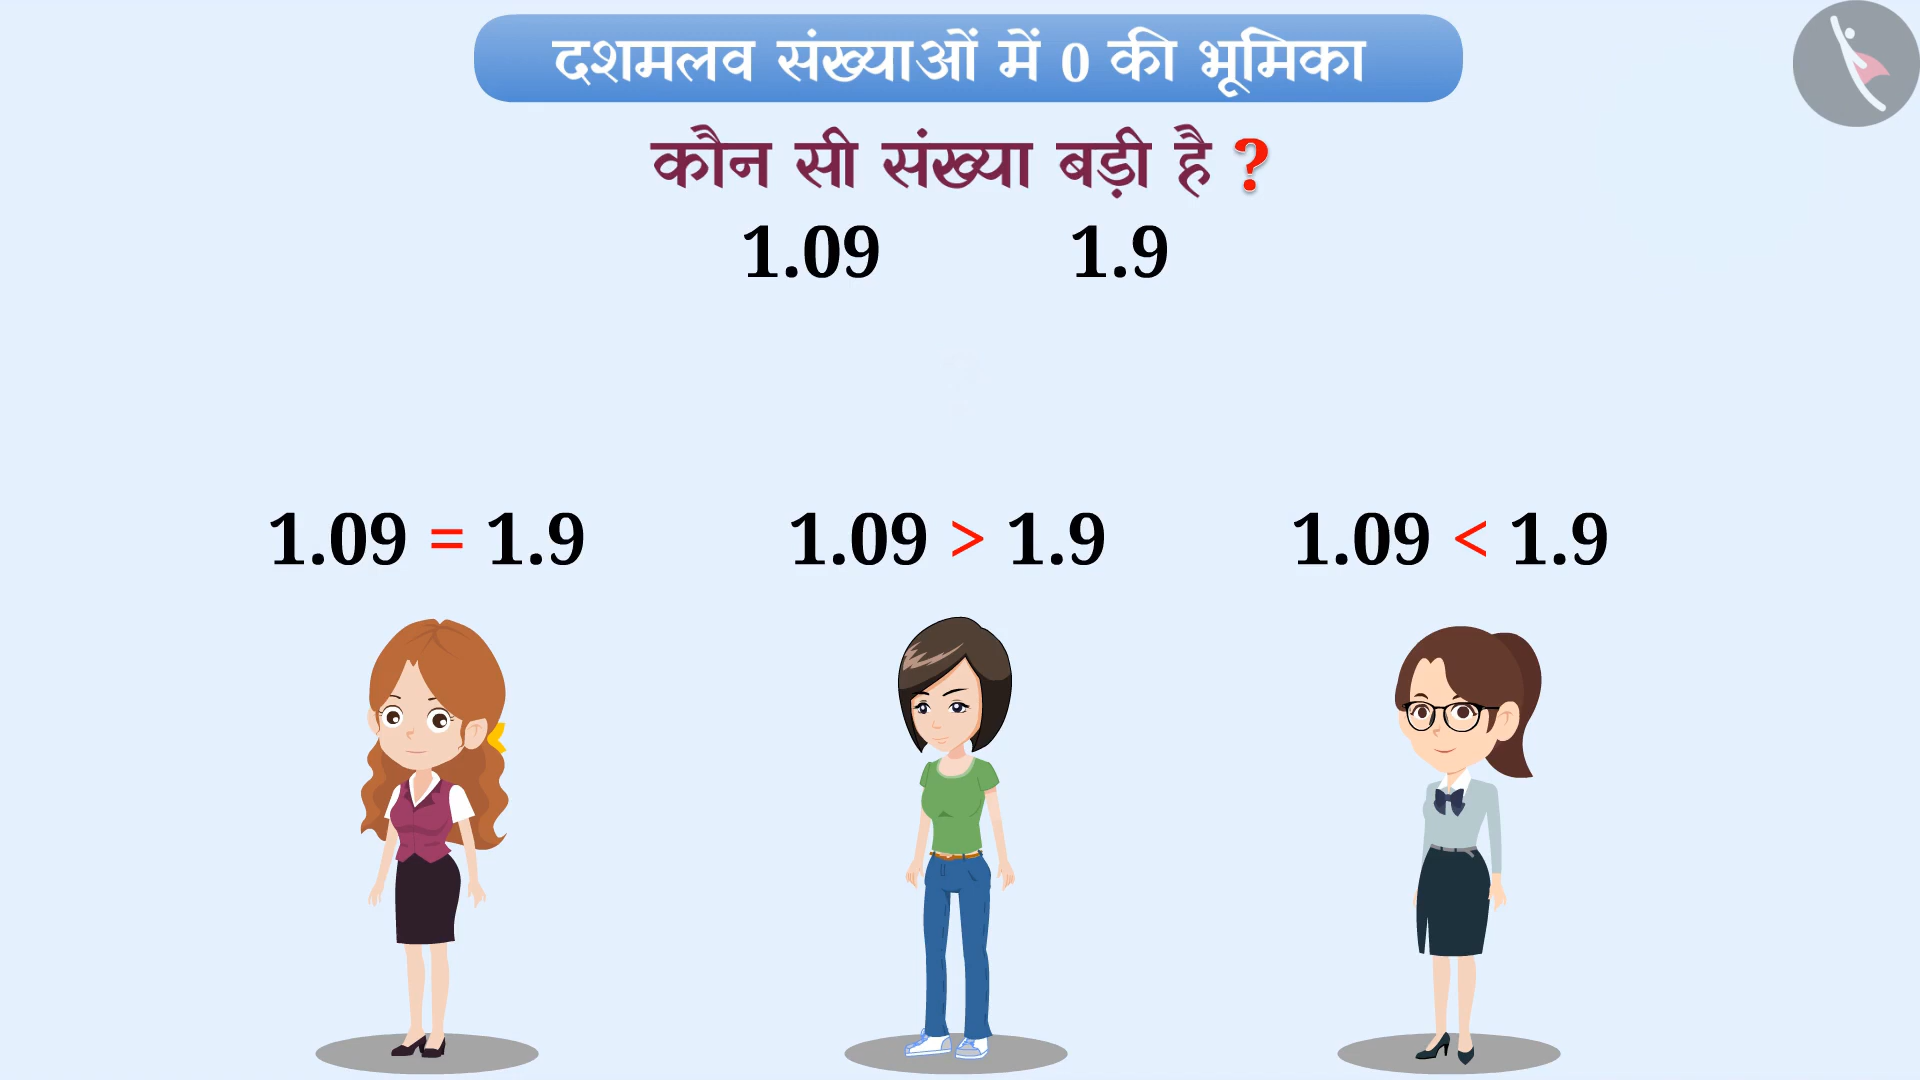 दशमलव संख्याओं में 0 की भूमिका
कौन सी संख्या बड़ी है ?
1.09 1.9
1.09 = 1.9 1.09 > 1.9 1.09 < 1.9